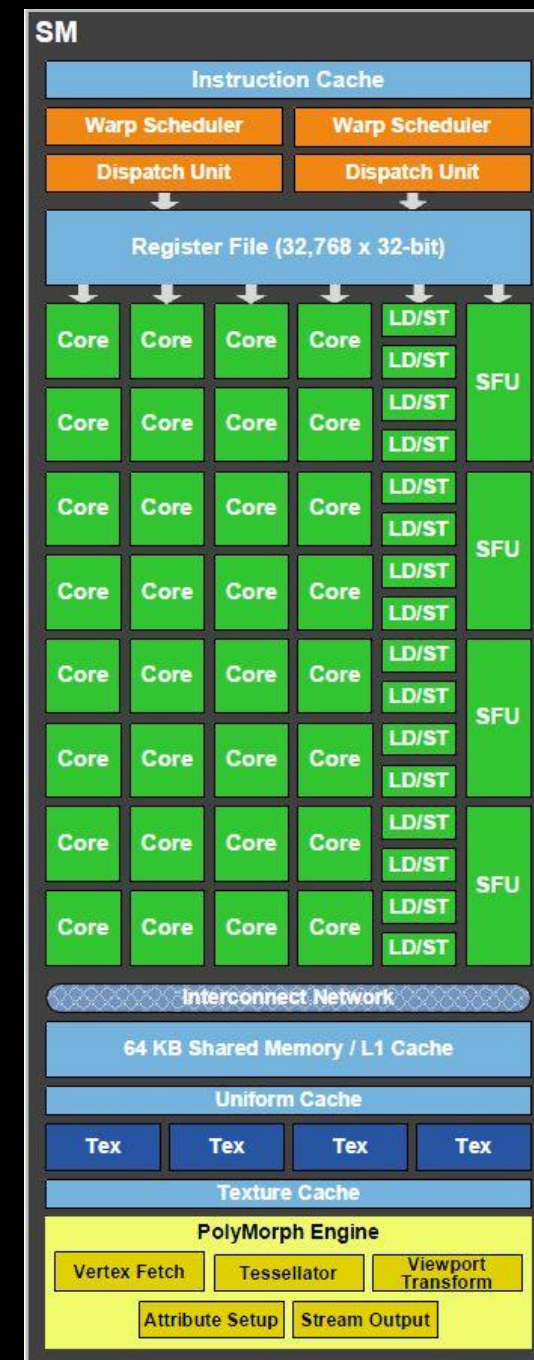 SM
Instruction Cache
Warp Scheduler Warp Scheduler
Dispatch Unit Dispatch Unit
Register File (32,768 x 32-bit)
Core Core Core Core LD/ST SFU
LD/ST
Core Core Core Core LD/ST
LD/ST
Core Core Core Core LD/ST SFU
LD/ST
Core Core Core Core LD/ST
LD/ST
Core Core Core Core LD/ST SFU
LD/ST
Core Core Core Core LD/ST
LD/ST
Core Core Core Core LD/ST SFU
LD/ST
Core Core Core Core LD/ST
LD/ST
Interconnect Network
64 KB Shared Memory / L1 Cache
Uniform Cache
Tex Tex Tex Tex
Texture Cache
PolyMorph Engine
Vertex Fetch Tessellator Viewport
Transform
Attribute Setup Stream Output